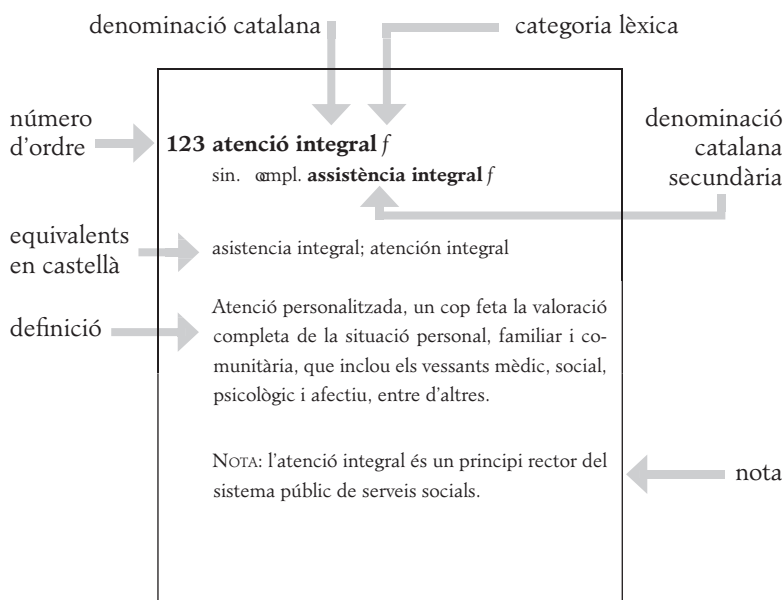 denominació catalana
categoria lèxica
número
d'ordre
denominació
catalana
secundària
123 atenció integral f
sin. compl. assistència integral f
equivalents
en castellà
asistencia integral; atención integral
definició
Atenció personalitzada, un cop feta la valoració
completa de la situació personal, familiar i co-
munitària, que inclou els vessants mèdic, social,
psicològic i afectiu, entre d'altres.
NOTA: l'atenció integral és un principi rector del
sistema públic de serveis socials.
nota